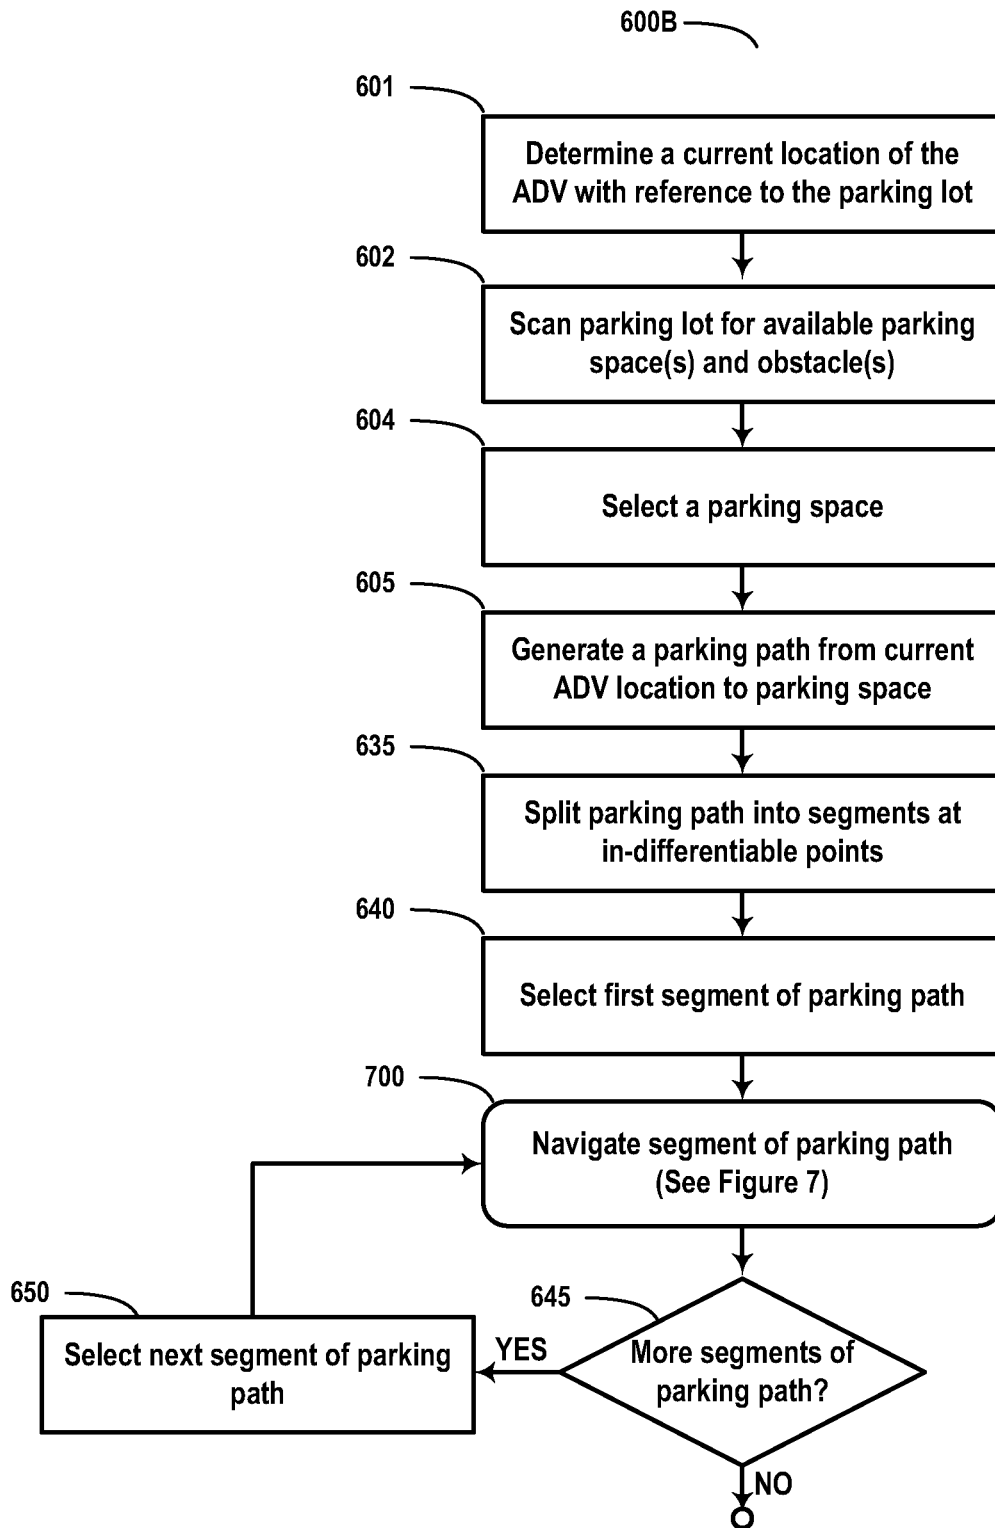 600B
601
Determine a current location of the
ADV with reference to the parking lot
602
Scan parking lot for available parking
space(s) and obstacle(s)
604
Select a parking space
605
Generate a parking path from current
ADV location to parking space
635
Split parking path into segments at
in-differentiable points
640
Select first segment of parking path
700
Navigate segment of parking path
(See Figure 7)
650
645
Select next segment of parking
path
YES
More segments of
parking path?
NO